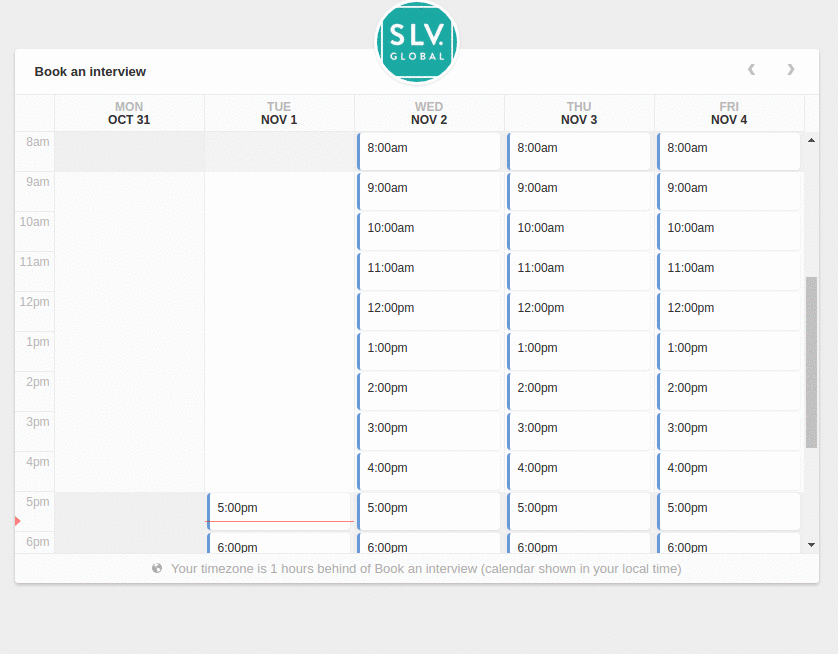 SLV.
GLOBAL
Book an interview
MON TUE WED THU FRI
OCT 31 NOV 1 NOV 2 NOV 3 NOV 4
8am 8:00am 8:00am 8:00am
9am 9:00am 9:00am 9:00am
10am 10:00am 10:00am 10:00am
11am 11:00am 11:00am 11:00am
12pm 12:00pm 12:00pm 12:00pm
1pm 1:00pm 1:00pm 1:00pm
2pm 2:00pm 2:00pm 2:00pm
3pm 3:00pm 3:00pm 3:00pm
4pm 4:00pm 4:00pm 4:00pm
5pm 5:00pm 5:00pm 5:00pm 5:00pm
6pm 6:00pm 6:00pm 6:00pm 6:00pm
Your timezone is 1 hours behind of Book an interview (calendar shown in your local time)